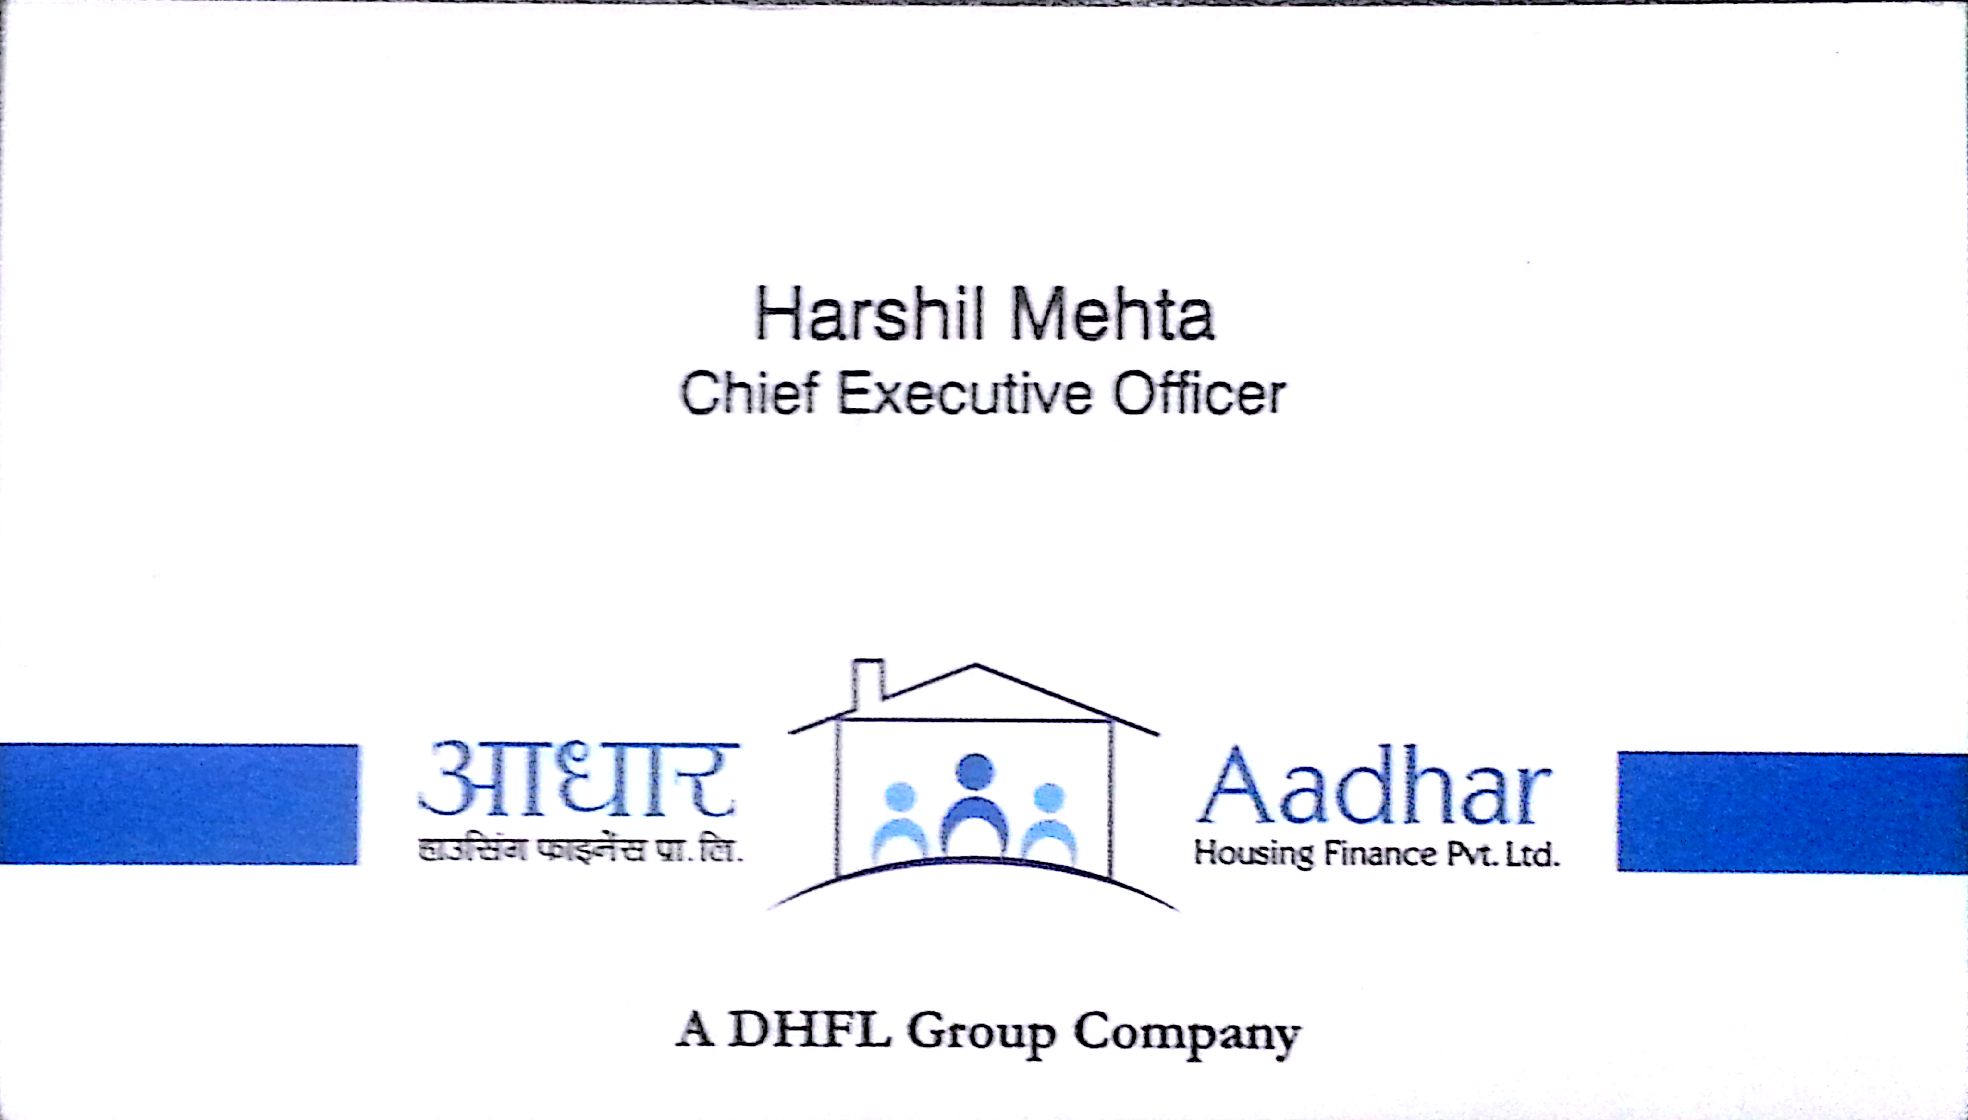 Harshil Mehta
Chief Executive Officer
आधार
हाउसिंग फाइनेंस प्रा. लि.
Aadhar
Housing Finance Pvt. Ltd.
A DHFL Group Company